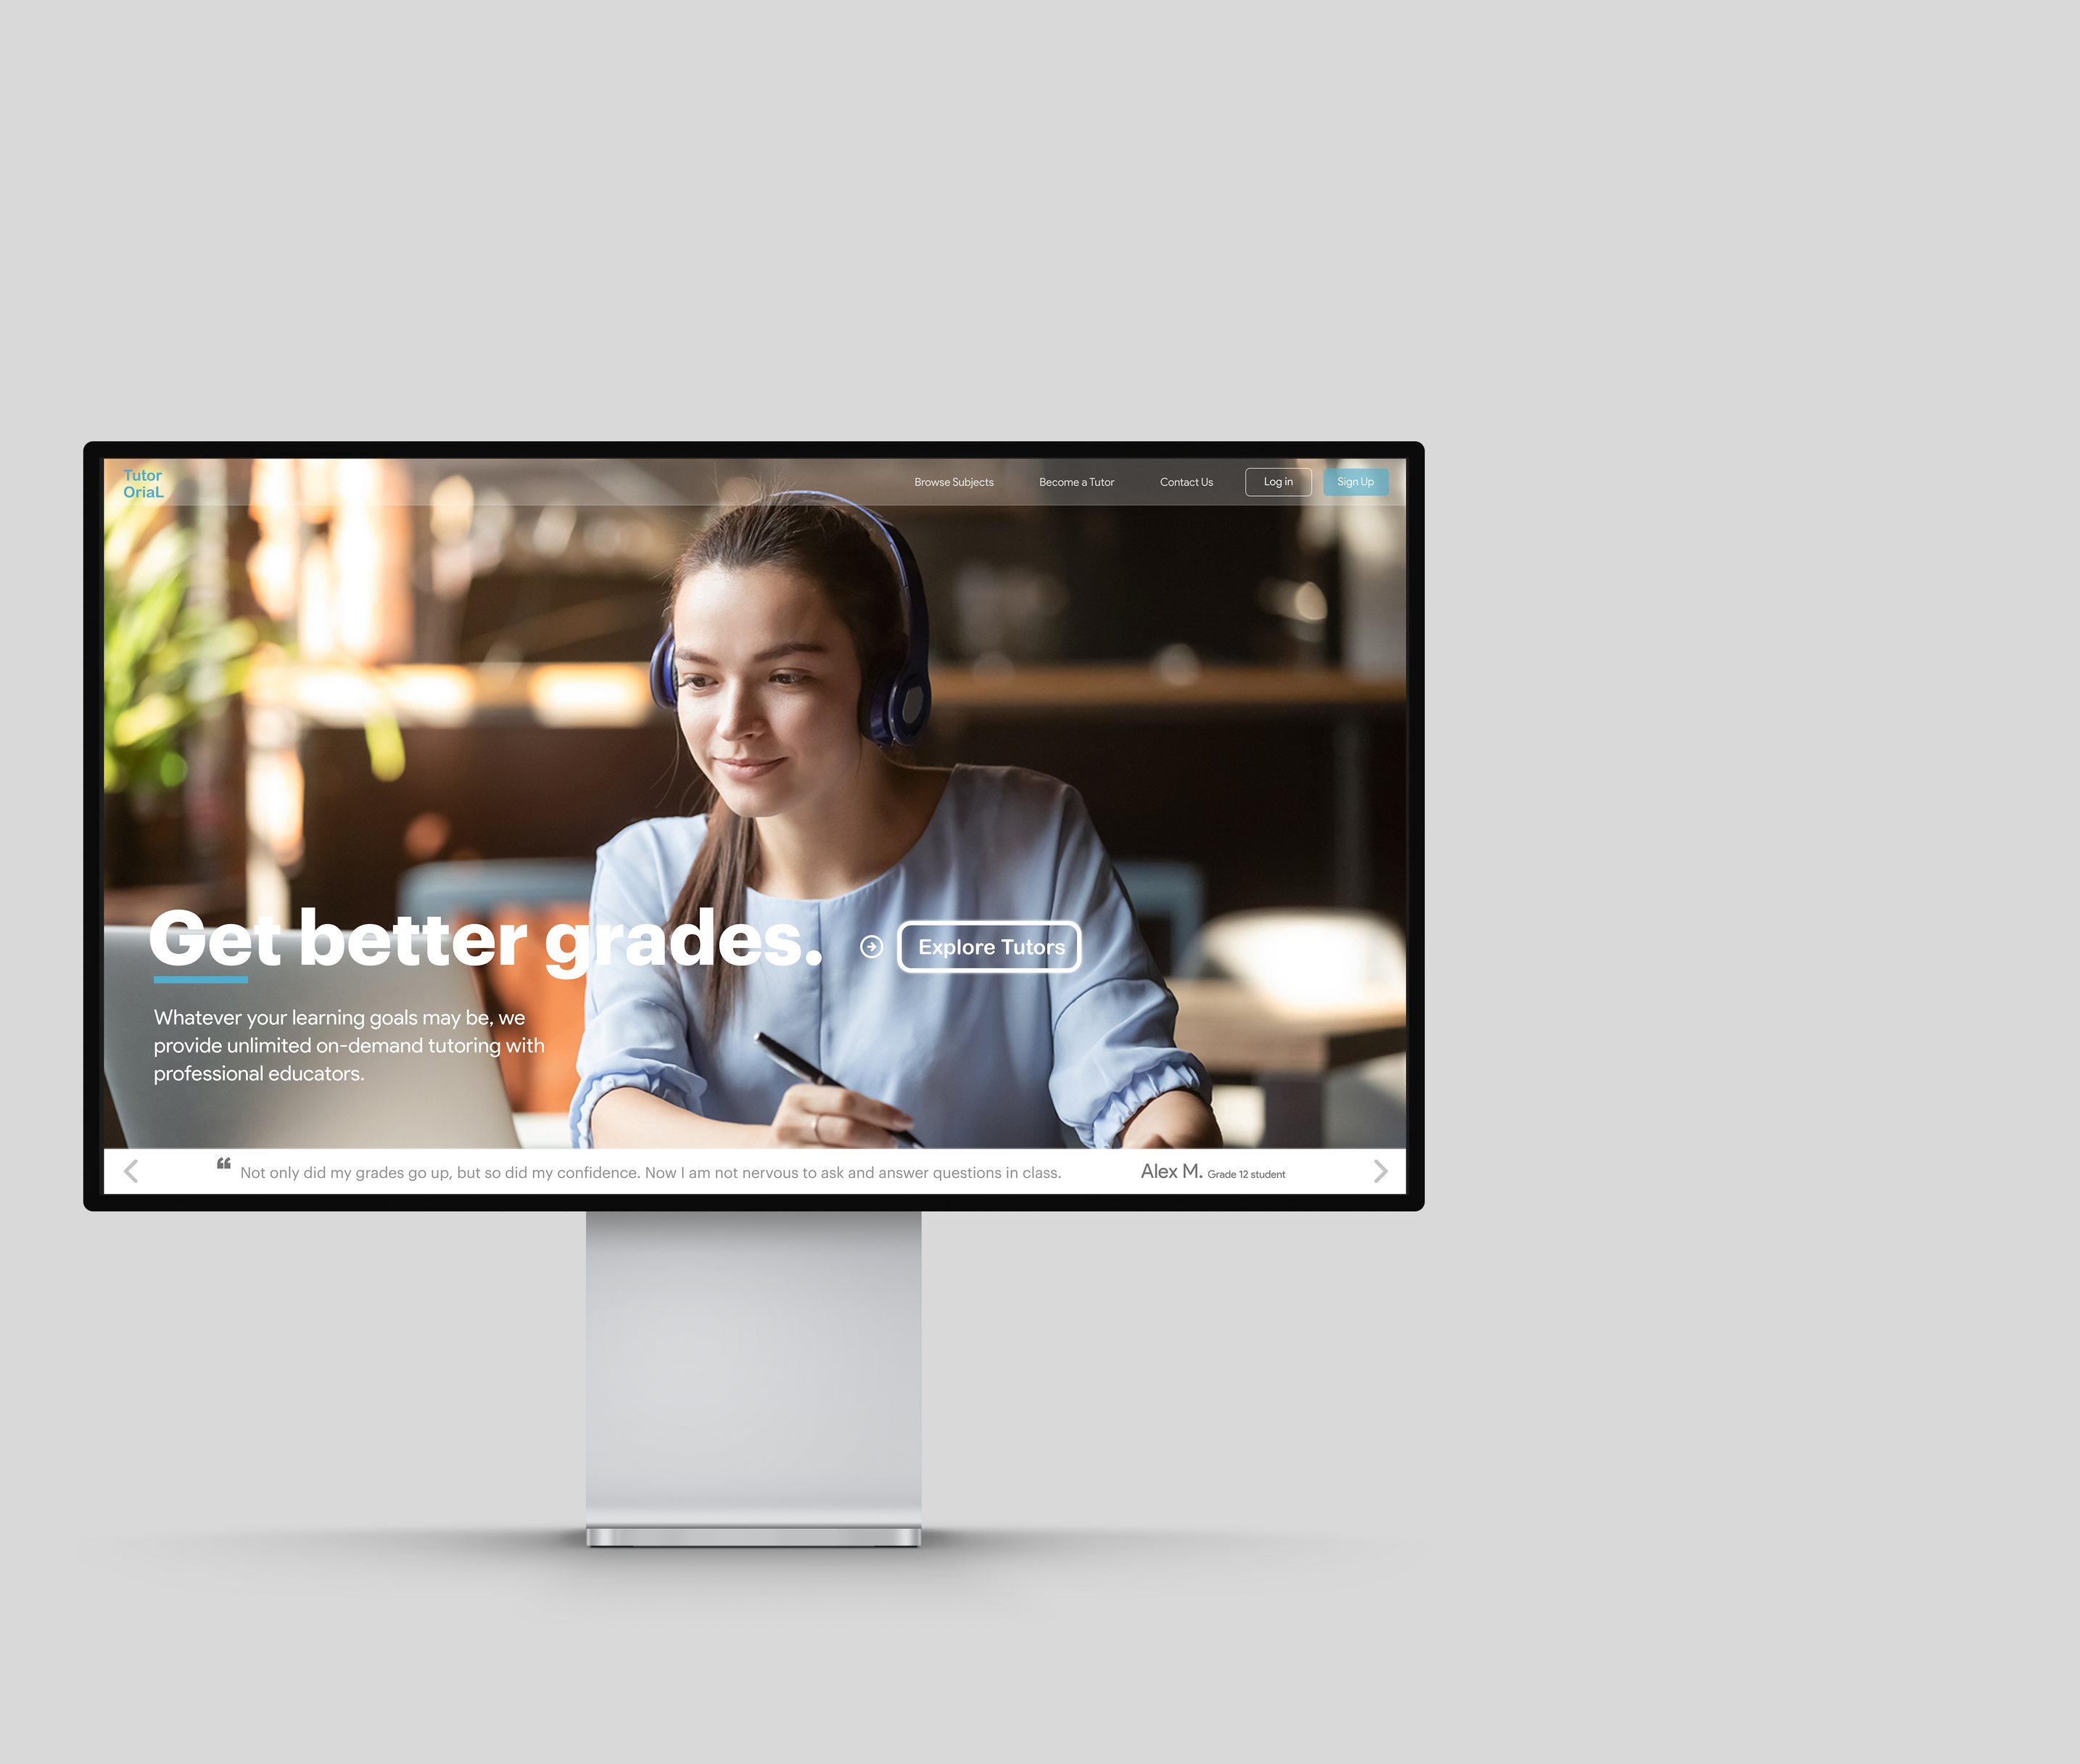 Tutor
OriaL
Browse Subjects
Become a Tutor
Contact Us
Log in
Sign Up
Get better grades.
Explore Tutors
Whatever your learning goals may be, we
provide unlimited on-demand tutoring with
professional educators.
“ Not only did my grades go up, but so did my confidence. Now I am not nervous to ask and answer questions in class.
Alex M. Grade 12 student